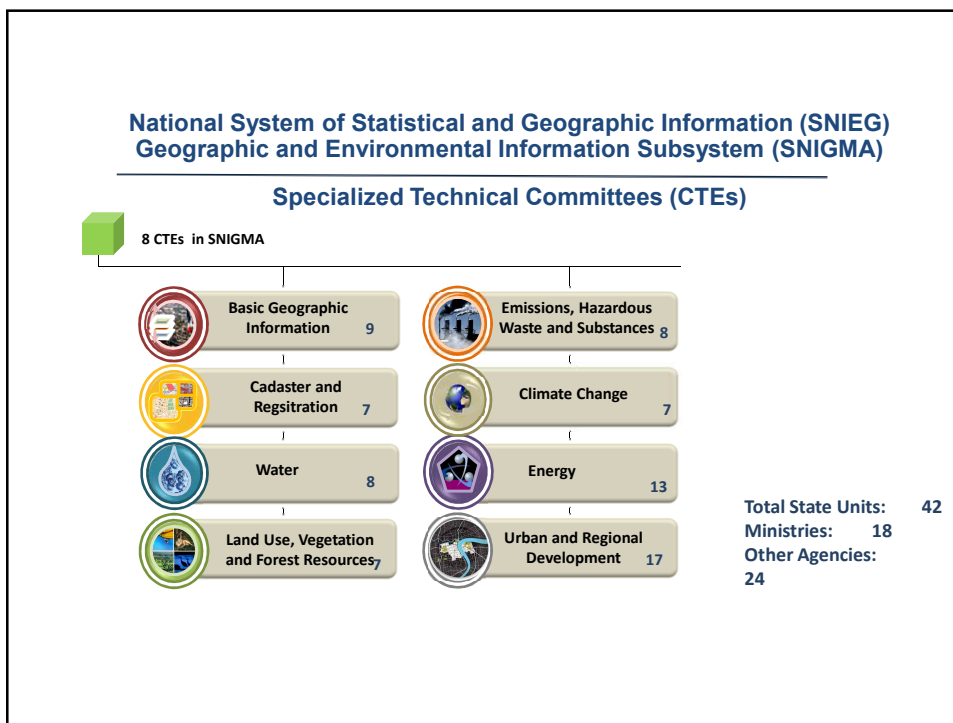 National System of Statistical and Geographic Information (SNIEG)
Geographic and Environmental Information Subsystem (SNIGMA)
Specialized Technical Committees (CTEs)
8 CTEs in SNIGMA
Basic Geographic
Information 9
Cadaster and
Regsitration 7
Water
8
Land Use, Vegetation
and Forest Resources 7
Emissions, Hazardous
Waste and Substances 8
Climate Change
7
Energy
13
Urban and Regional
Development 17
Total State Units: 42
Ministries: 18
Other Agencies:
24